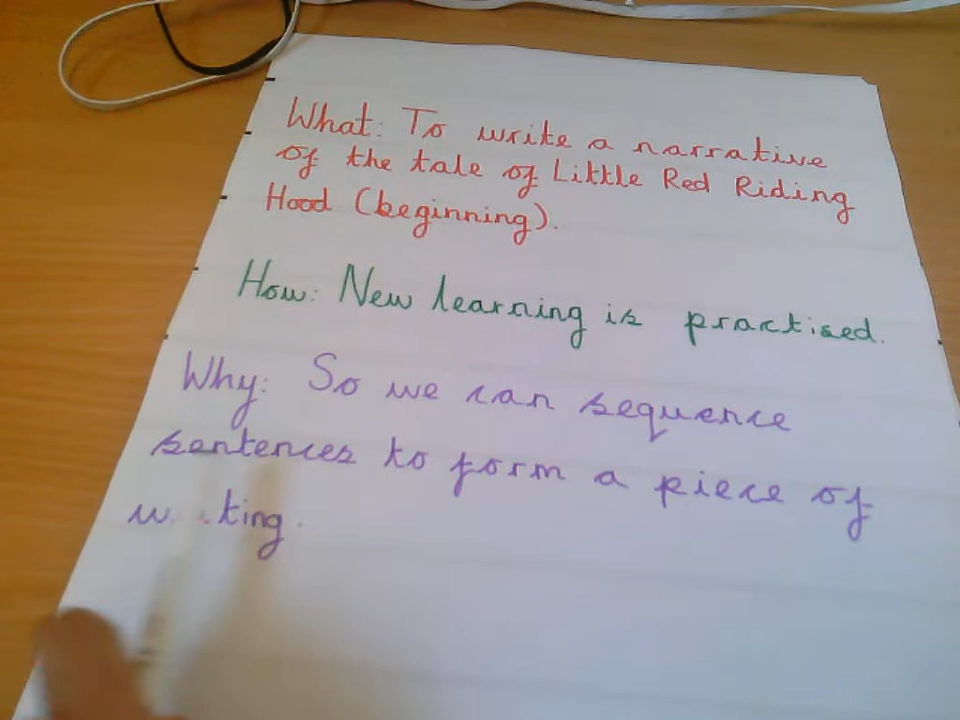 What: To write a narrative
of the tale of Little Red Riding
Hood (beginning).
How: New learning is practised.
Why: So we can sequence
sentences to form a piece of